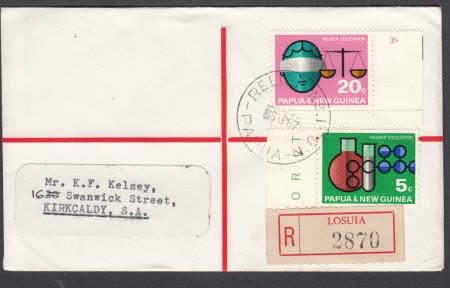 HIGHER EDUCATION
20c
PAPUA & NEW GUINEA
A
HIGHER EDUCATION
5c
PAPUA & NEW GUINEA
ORT
Mr. K.F. Kelsey,
Swanwick Street,
KIRKCALDY, S.A.
LOSUIA
R 2870